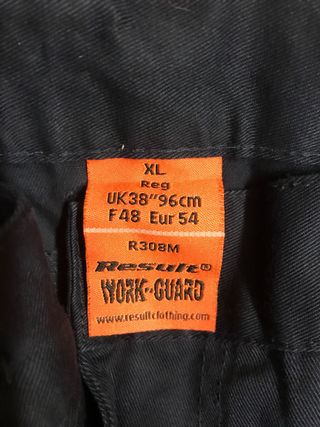 XL
Reg
UK38"96cm
F48 Eur 54
R308M
Result®
WORK-GUARD
www.resultclothing.com